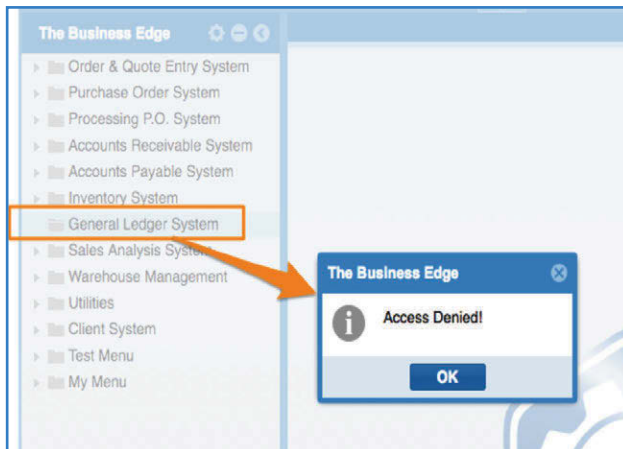 The Business Edge
Order & Quote Entry System
Purchase Order System
Processing P.O. System
Accounts Receivable System
Accounts Payable System
Inventory System
General Ledger System
Sales Analysis System
Warehouse Management
Utilities
Client System
Test Menu
My Menu
The Business Edge
Access Denied!
OK